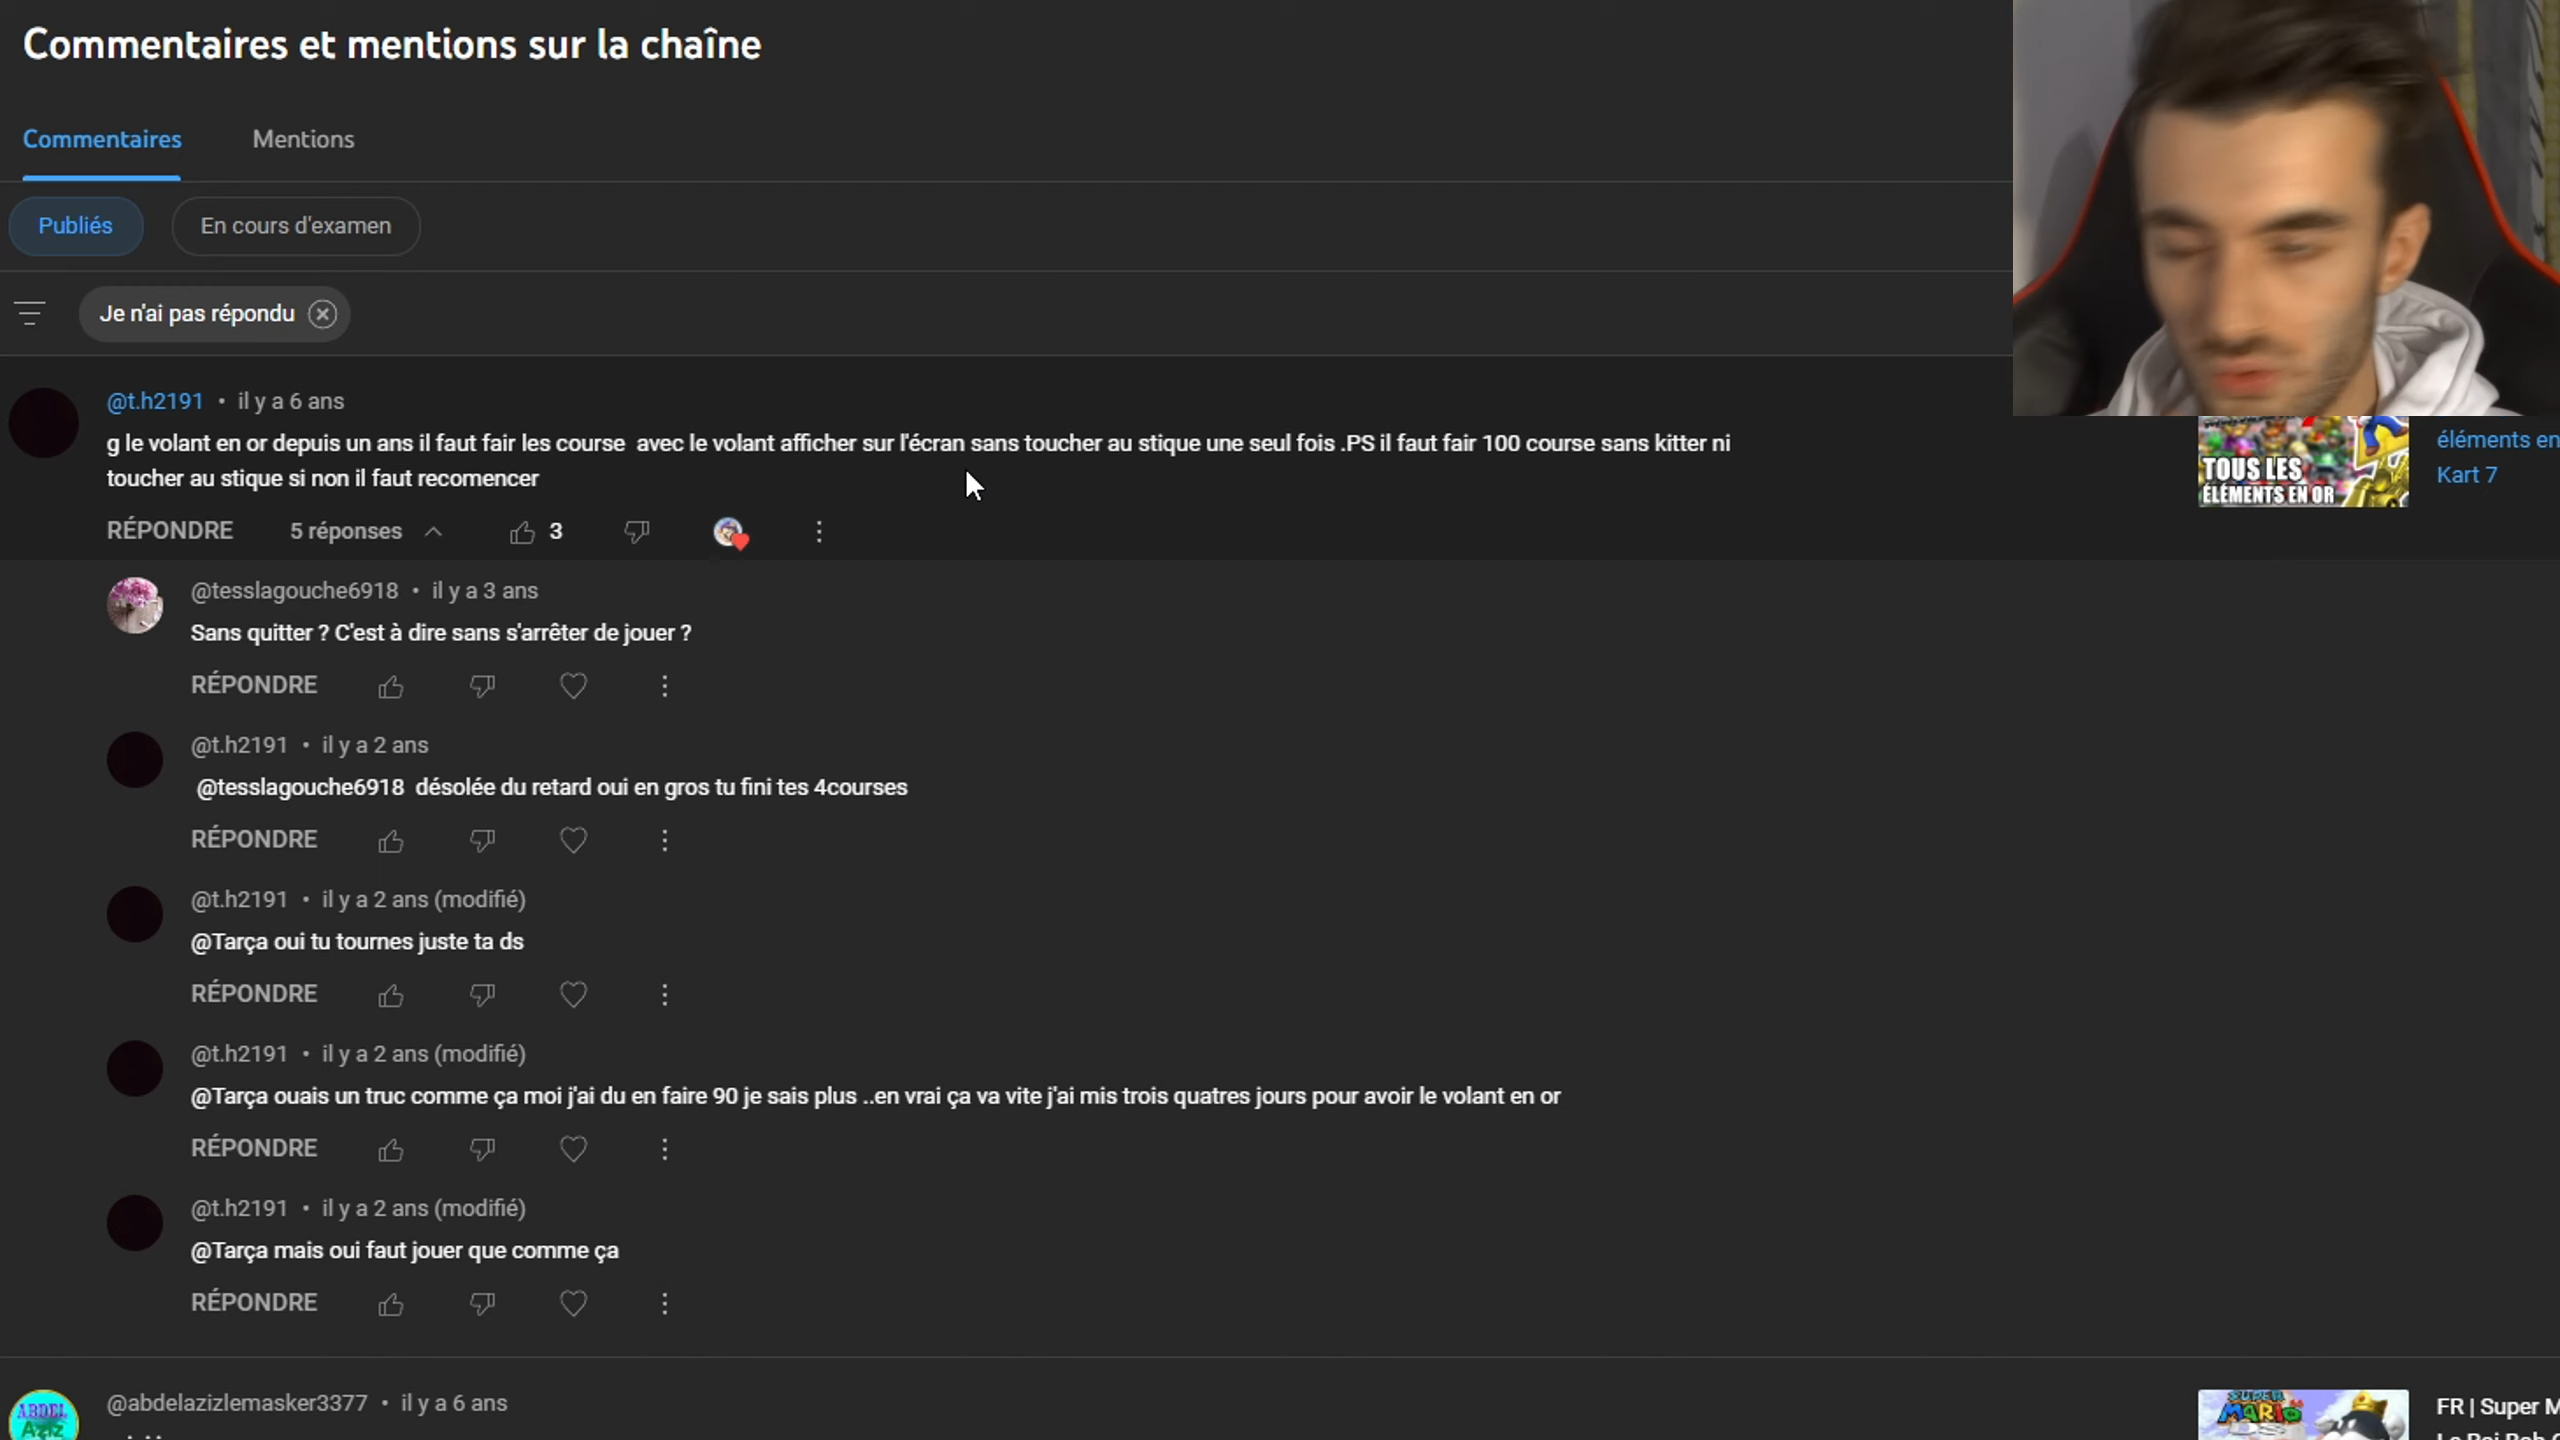 Commentaires et mentions sur la chaîne
Commentaires
Mentions
Publiés
En cours d'examen
Je n'ai pas répondu
@t.h2191 • il y a 6 ans
g le volant en or depuis un ans il faut fair les course  avec le volant afficher sur l'écran sans toucher au stique une seul fois .PS il faut fair 100 course sans kitter ni
toucher au stique si non il faut recomencer
RÉPONDRE
5 réponses
3
TOUS LES
ÉLÉMENTS EN OR
éléments en
Kart 7
@tesslagouche6918 • il y a 3 ans
Sans quitter ? C'est à dire sans s'arrêter de jouer ?
RÉPONDRE
@t.h2191 • il y a 2 ans
@tesslagouche6918  désolée du retard oui en gros tu fini tes 4courses
RÉPONDRE
@t.h2191 • il y a 2 ans (modifié)
@Tarça oui tu tournes juste ta ds
RÉPONDRE
@t.h2191 • il y a 2 ans (modifié)
@Tarça ouais un truc comme ça moi j'ai du en faire 90 je sais plus ..en vrai ça va vite j'ai mis trois quatres jours pour avoir le volant en or
RÉPONDRE
@t.h2191 • il y a 2 ans (modifié)
@Tarça mais oui faut jouer que comme ça
RÉPONDRE
ABDEL
Aziz
@abdelazizlemasker3377 • il y a 6 ans
SUPER
MARIO
FR | Super M